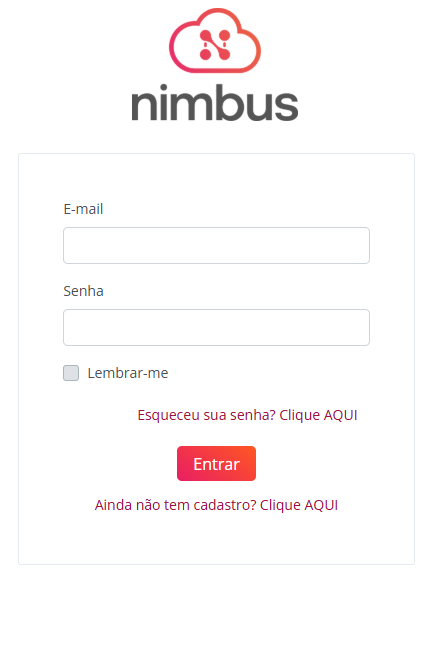 nimbus
E-mail
Senha
Lembrar-me
Esqueceu sua senha? Clique AQUI
Entrar
Ainda não tem cadastro? Clique AQUI